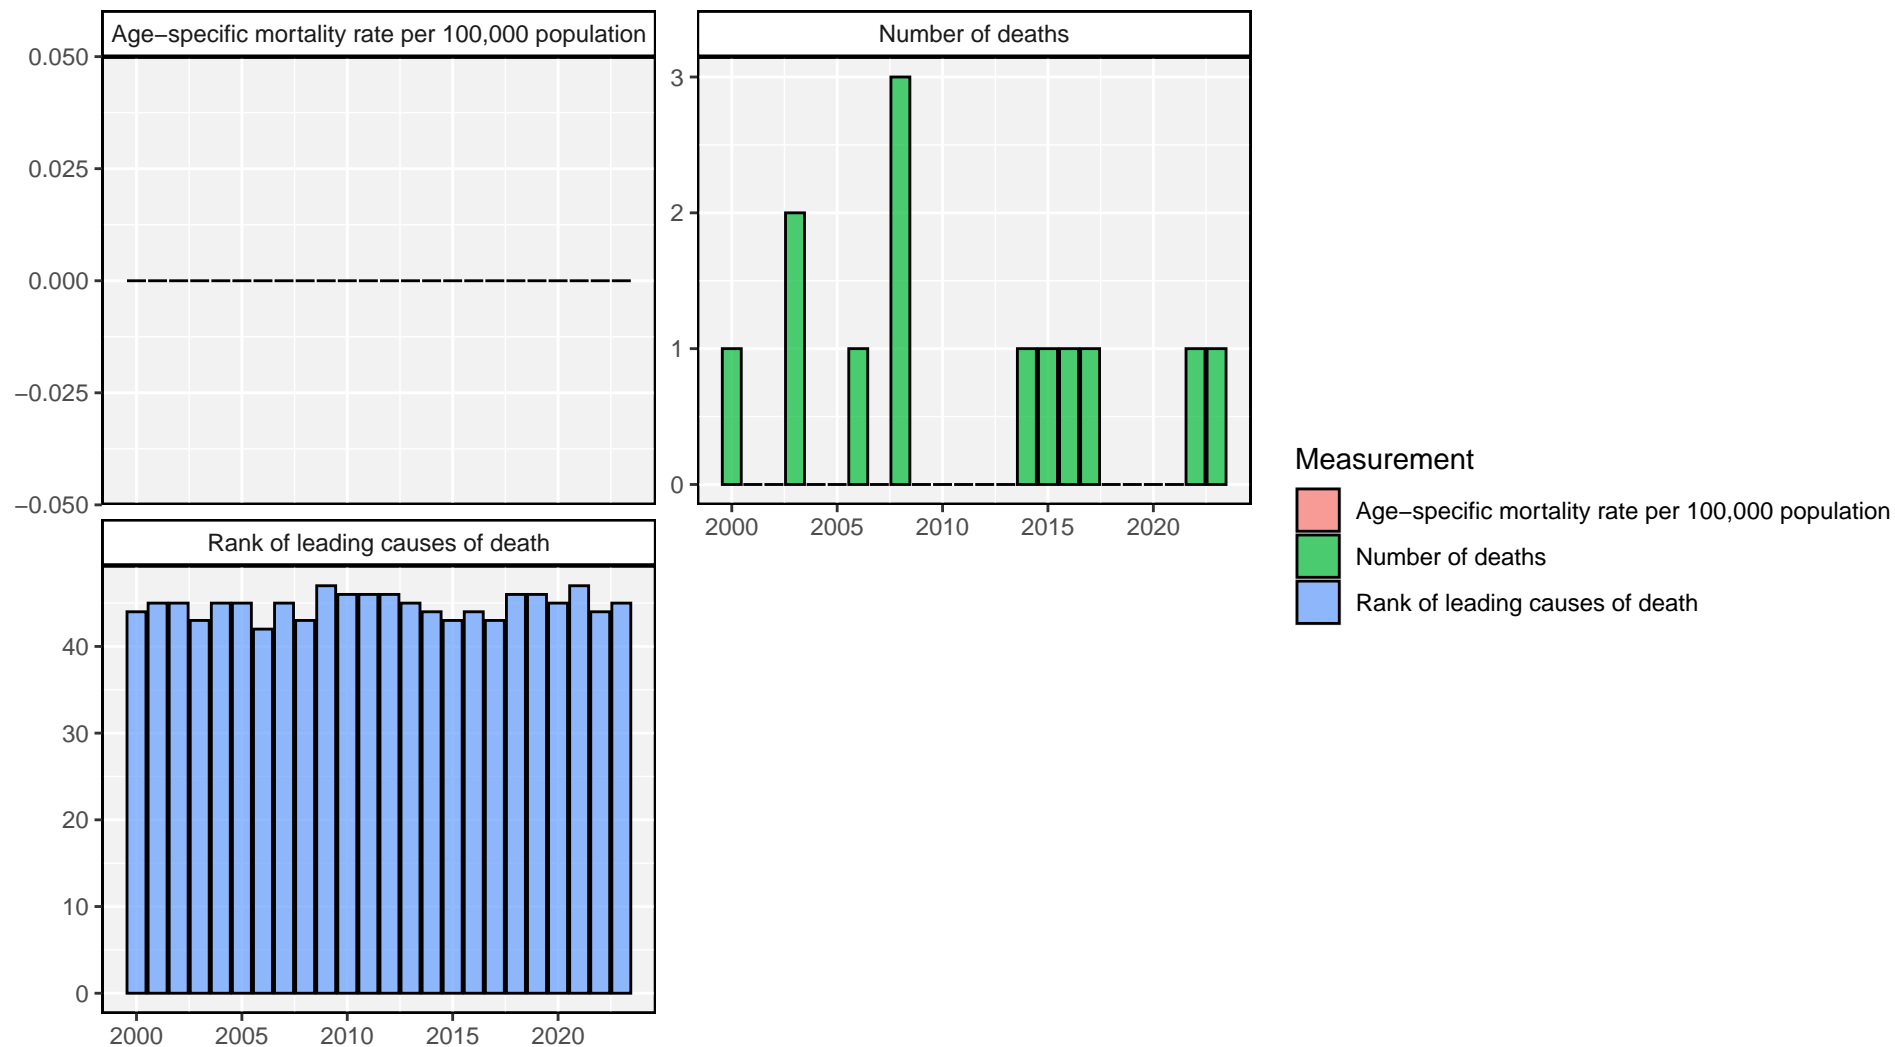 Age−specific mortality rate per 100,000 population
0.050
0.025
0.000
−0.025
−0.050
Number of deaths
3
2
1
0
2000 2005 2010 2015 2020
Rank of leading causes of death
40
30
20
10
0
2000 2005 2010 2015 2020
Measurement
Age−specific mortality rate per 100,000 population
Number of deaths
Rank of leading causes of death